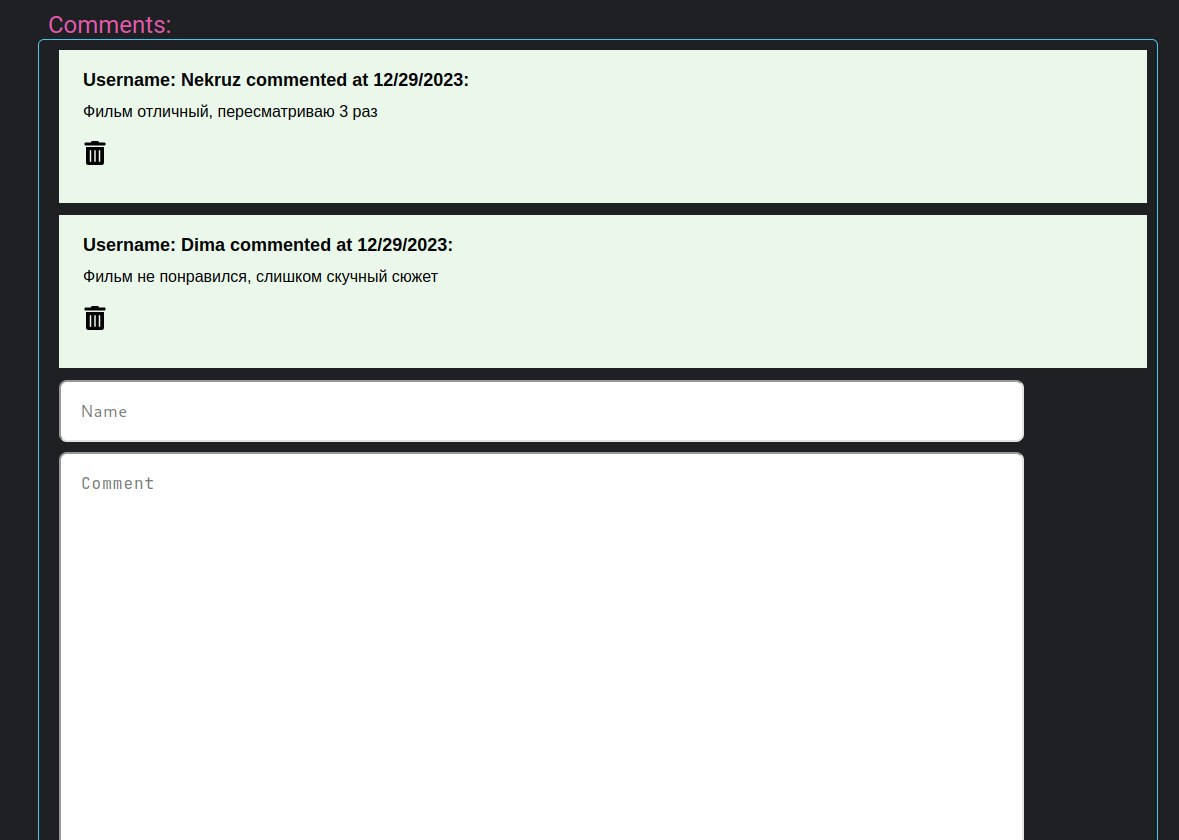 Comments:
Username: Nekruz commented at 12/29/2023:
Фильм отличный, пересматриваю 3 раз
Username: Dima commented at 12/29/2023:
Фильм не понравился, слишком скучный сюжет
Name
Comment